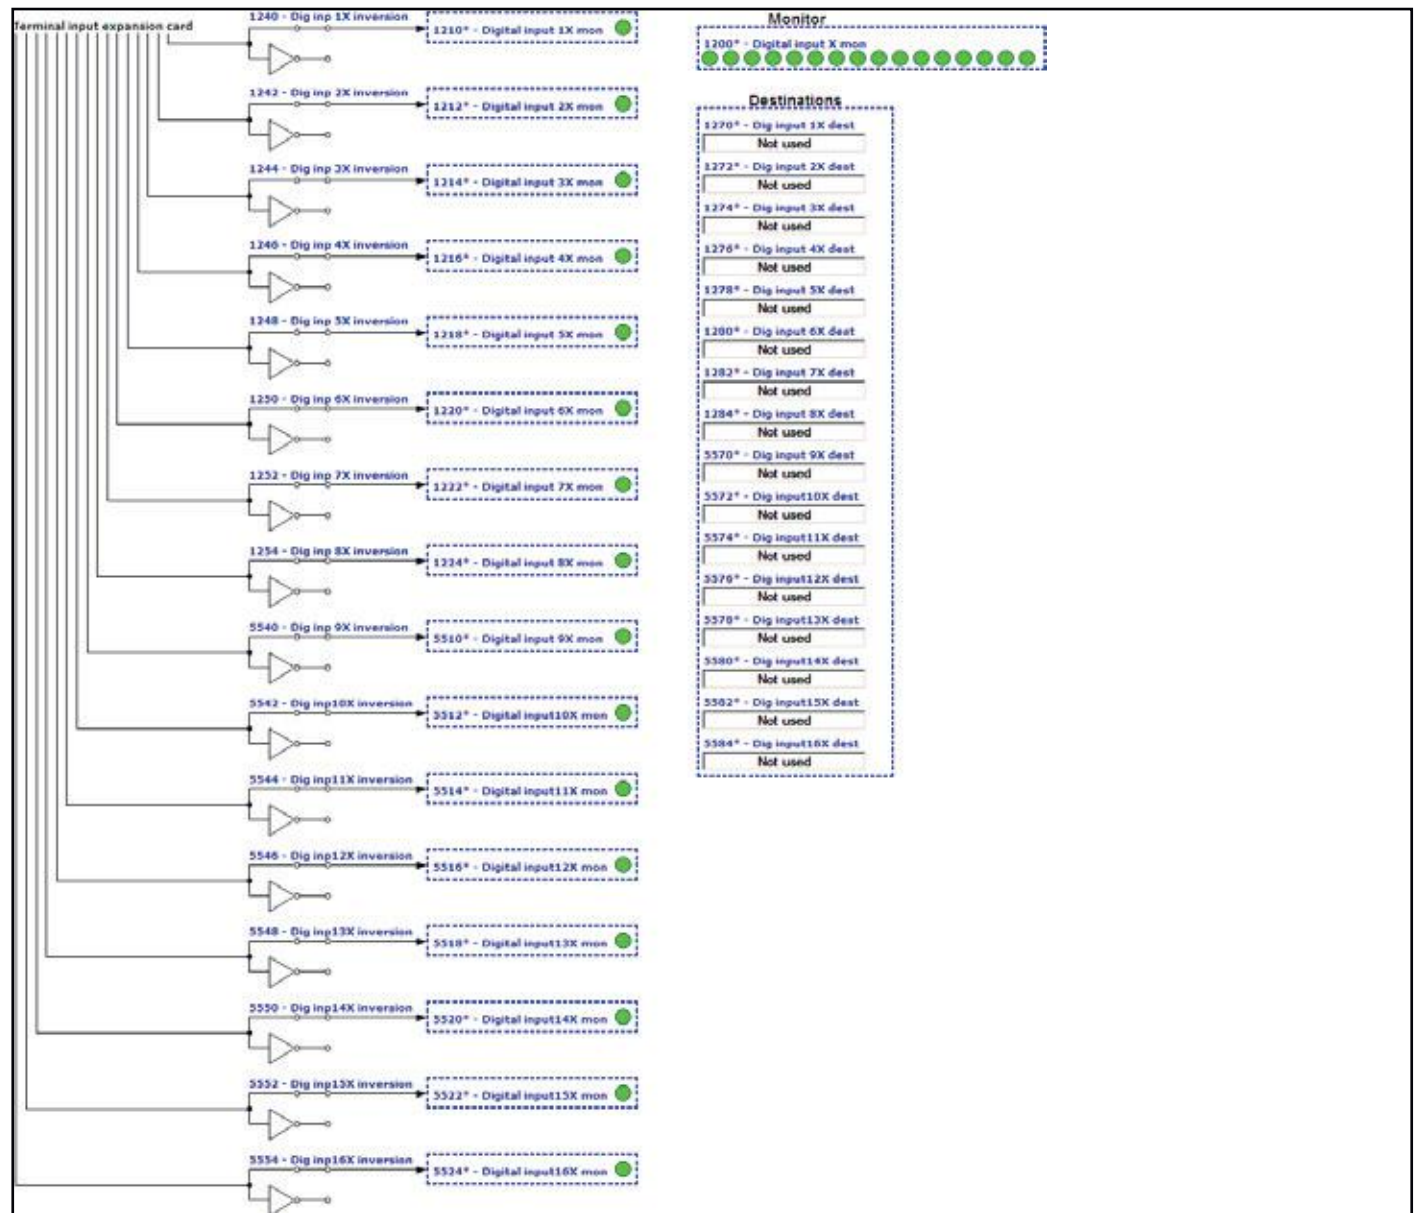 Terminal input expansion card
1240 - Dig inp 1X inversion
1210* - Digital input 1X mon
1242 - Dig inp 2X inversion
1212* - Digital input 2X mon
1244 - Dig inp 3X inversion
1214* - Digital input 3X mon
1246 - Dig inp 4X inversion
1216* - Digital input 4X mon
1248 - Dig inp 5X inversion
1218* - Digital input 5X mon
1250 - Dig inp 6X inversion
1220* - Digital input 6X mon
1252 - Dig inp 7X inversion
1222* - Digital input 7X mon
1254 - Dig inp 8X inversion
1224* - Digital input 8X mon
5540 - Dig inp 9X inversion
5510* - Digital input 9X mon
5542 - Dig inp10X inversion
5512* - Digital input10X mon
5544 - Dig inp11X inversion
5514* - Digital input11X mon
5546 - Dig inp12X inversion
5516* - Digital input12X mon
5548 - Dig inp13X inversion
5518* - Digital input13X mon
5550 - Dig inp14X inversion
5520* - Digital input14X mon
5552 - Dig inp15X inversion
5522* - Digital input15X mon
5554 - Dig inp16X inversion
5524* - Digital input16X mon
Monitor
1200* - Digital input X mon
Destinations
1270* - Dig input 1X dest
Not used
1272* - Dig input 2X dest
Not used
1274* - Dig input 3X dest
Not used
1276* - Dig input 4X dest
Not used
1278* - Dig input 5X dest
Not used
1280* - Dig input 6X dest
Not used
1282* - Dig input 7X dest
Not used
1284* - Dig input 8X dest
Not used
5570* - Dig input 9X dest
Not used
5572* - Dig input10X dest
Not used
5574* - Dig input11X dest
Not used
5576* - Dig input12X dest
Not used
5578* - Dig input13X dest
Not used
5580* - Dig input14X dest
Not used
5582* - Dig input15X dest
Not used
5584* - Dig input16X dest
Not used